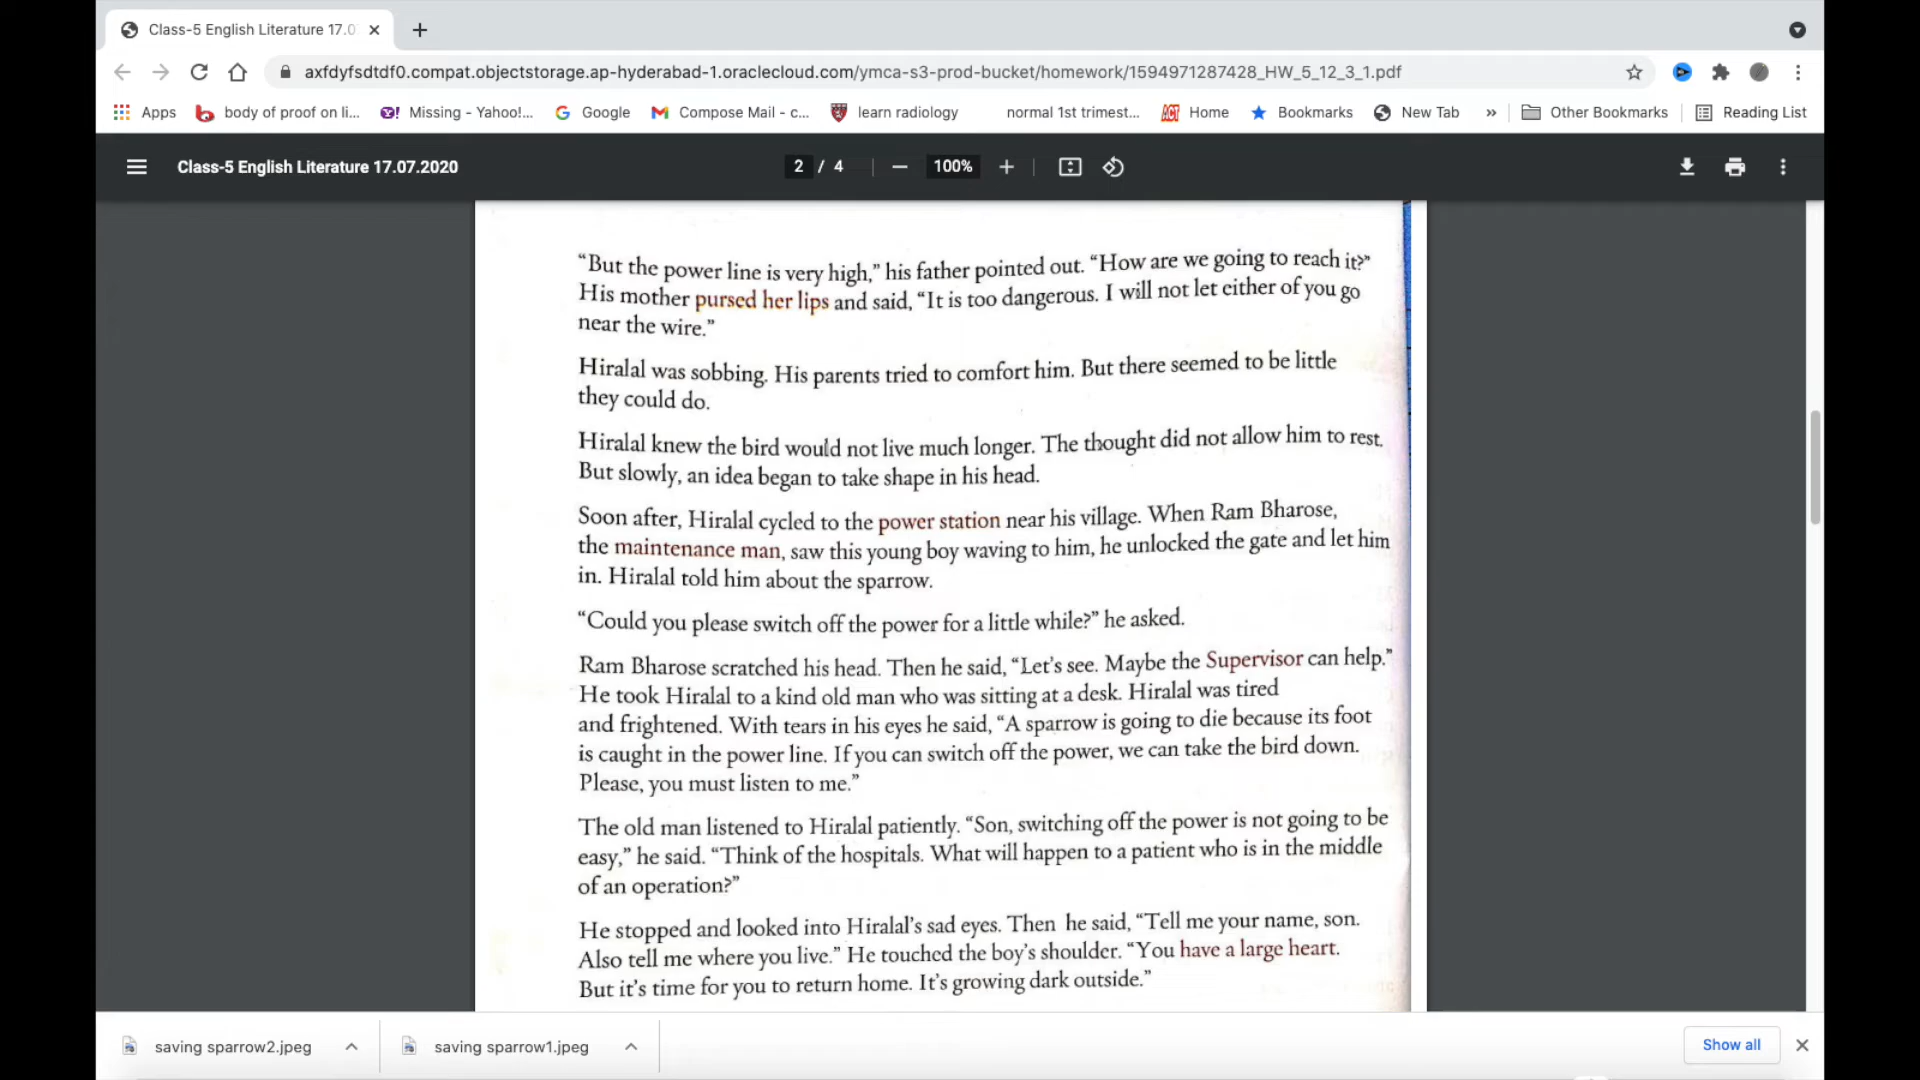 Class-5 English Literature 17.0
axfdyfsdtdf0.compat.objectstorage.ap-hyderabad-1.oraclecloud.com/ymca-s3-prod-bucket/homework/1594971287428_HW_5_12_3_1.pdf
Apps body of proof on li... Missing - Yahoo!... Google Compose Mail - c... learn radiology normal 1st trimest... ACT Home Bookmarks New Tab » Other Bookmarks Reading List
Class-5 English Literature 17.07.2020 2 / 4 100%
“But the power line is very high,” his father pointed out. “How are we going to reach it?”
His mother pursed her lips and said, “It is too dangerous. I will not let either of you go
near the wire.”
Hiralal was sobbing. His parents tried to comfort him. But there seemed to be little
they could do.
Hiralal knew the bird would not live much longer. The thought did not allow him to rest.
But slowly, an idea began to take shape in his head.
Soon after, Hiralal cycled to the power station near his village. When Ram Bharose,
the maintenance man, saw this young boy waving to him, he unlocked the gate and let him
in. Hiralal told him about the sparrow.
“Could you please switch off the power for a little while?” he asked.
Ram Bharose scratched his head. Then he said, “Let’s see. Maybe the Supervisor can help.”
He took Hiralal to a kind old man who was sitting at a desk. Hiralal was tired
and frightened. With tears in his eyes he said, “A sparrow is going to die because its foot
is caught in the power line. If you can switch off the power, we can take the bird down.
Please, you must listen to me.”
The old man listened to Hiralal patiently. “Son, switching off the power is not going to be
easy,” he said. “Think of the hospitals. What will happen to a patient who is in the middle
of an operation?”
He stopped and looked into Hiralal’s sad eyes. Then he said, “Tell me your name, son.
Also tell me where you live.” He touched the boy’s shoulder. “You have a large heart.
But it’s time for you to return home. It’s growing dark outside.”
saving sparrow2.jpeg saving sparrow1.jpeg Show all